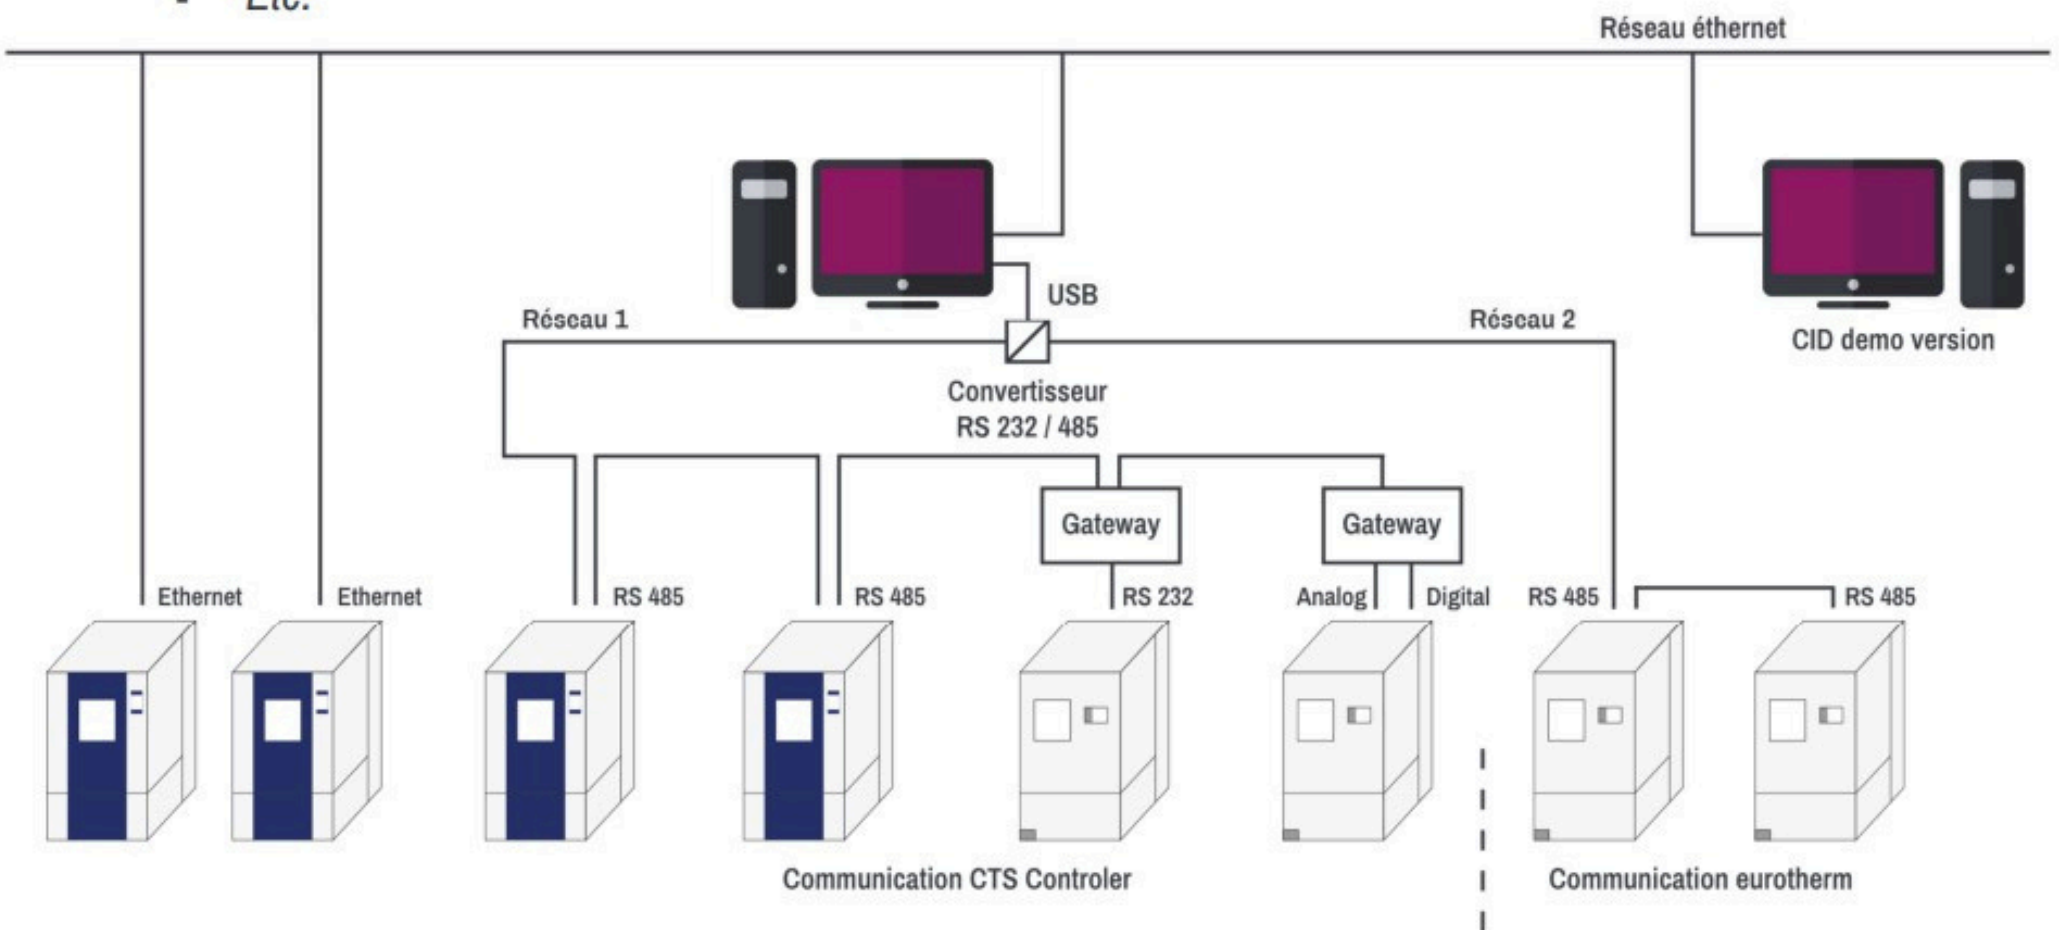 - Etc.
Réseau éthernet
USB
Réseau 1
Réseau 2
CID demo version
Convertisseur
RS 232 / 485
Gateway
Gateway
Ethernet
Ethernet
RS 485
RS 485
RS 232
Analog
Digital
RS 485
RS 485
Communication CTS Controler
Communication eurotherm